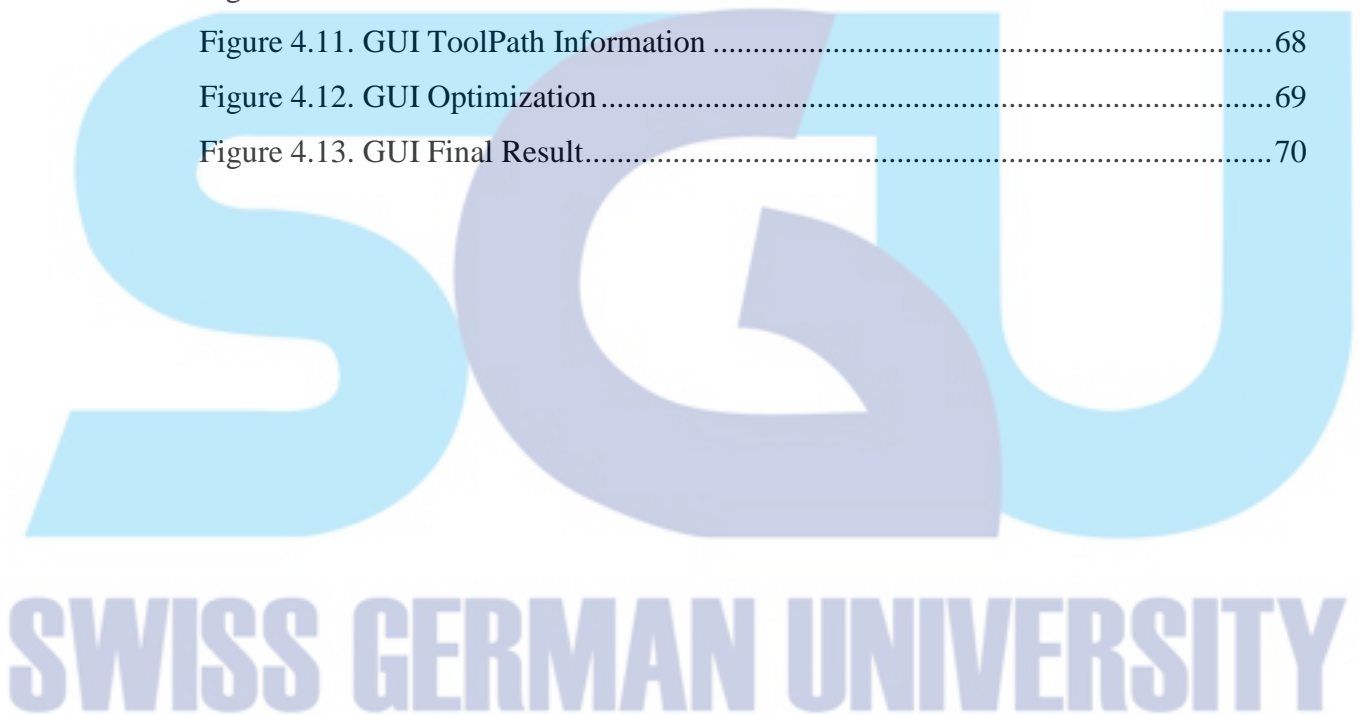 Figure 4.11. GUI ToolPath Information ........................................................................68
Figure 4.12. GUI Optimization......................................................................................69
Figure 4.13. GUI Final Result........................................................................................70
SGU
SWISS GERMAN UNIVERSITY